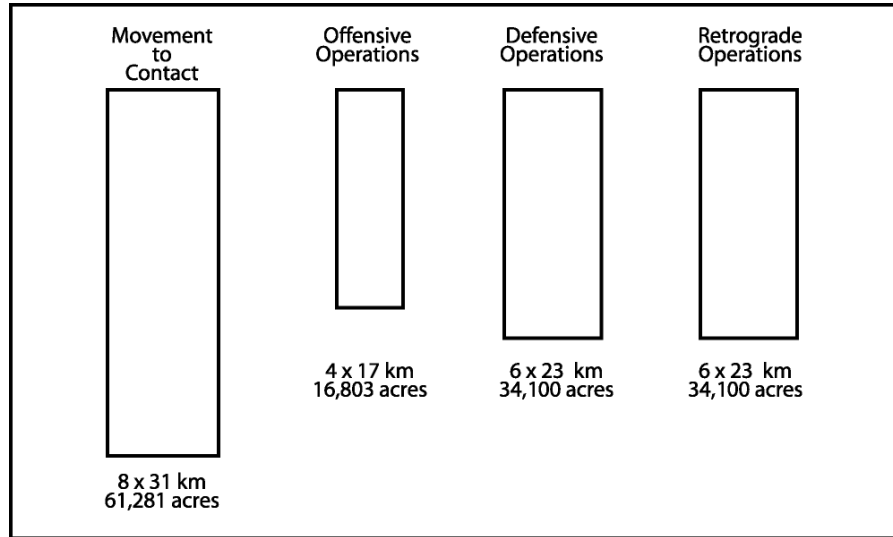 Movement
to
Contact
8 x 31 km
61,281 acres
Offensive
Operations
4 x 17 km
16,803 acres
Defensive
Operations
6 x 23 km
34,100 acres
Retrograde
Operations
6 x 23 km
34,100 acres